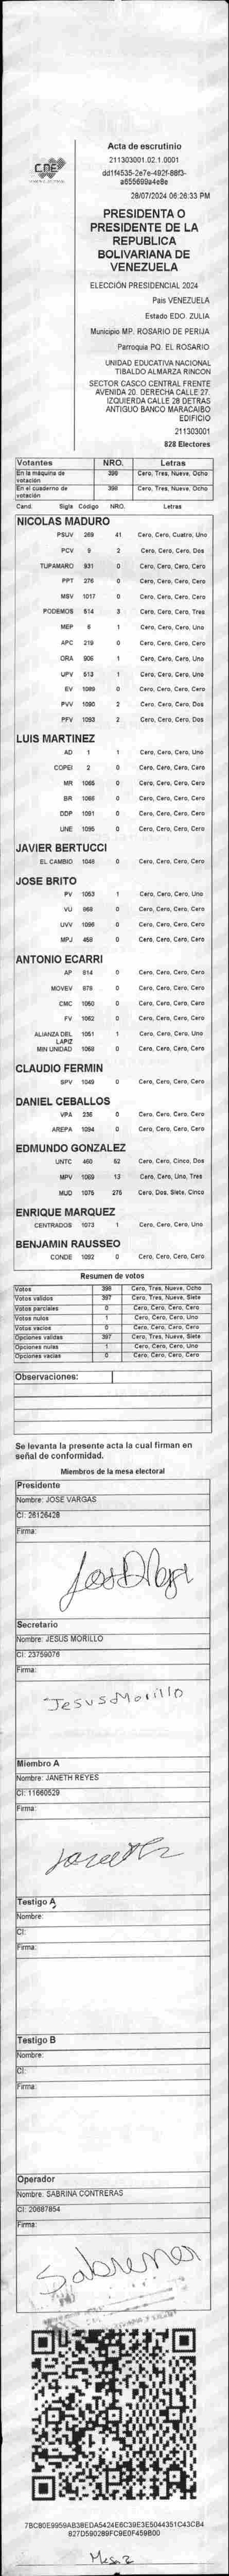 CNE
Acta de escrutinio
211303001.02.1.0001
dd1f4535-2e7e-492f-88f3-
a655699a4e8e
28/07/2024 06:26:33 PM
PRESIDENTA O
PRESIDENTE DE LA
REPUBLICA
BOLIVARIANA DE
VENEZUELA
ELECCIÓN PRESIDENCIAL 2024
Pais VENEZUELA
Estado EDO. ZULIA
Municipio MP. ROSARIO DE PERIJA
Parroquia PQ. EL ROSARIO
UNIDAD EDUCATIVA NACIONAL
TIBALDO ALMARZA RINCON
SECTOR CASCO CENTRAL FRENTE
AVENIDA 20. DERECHA CALLE 27.
IZQUIERDA CALLE 28 DETRAS
ANTIGUO BANCO MARACAIBO
EDIFICIO
211303001
828 Electores
Votantes NRO. Letras
En la máquina de votación 398 Cero, Tres, Nueve, Ocho
En el cuaderno de votación 398 Cero, Tres, Nueve, Ocho
Cand. Sigla Codigo NRO. Letras
NICOLAS MADURO
PSUV 269 41 Cero, Cero, Cuatro, Uno
PCV 9 2 Cero, Cero, Cero, Dos
TUPAMARO 931 0 Cero, Cero, Cero, Cero
PPT 276 0 Cero, Cero, Cero, Cero
MSV 1017 0 Cero, Cero, Cero, Cero
PODEMOS 514 3 Cero, Cero, Cero, Tres
MEP 6 1 Cero, Cero, Cero, Uno
APC 219 0 Cero, Cero, Cero, Cero
ORA 906 1 Cero, Cero, Cero, Uno
UPV 513 1 Cero, Cero, Cero, Uno
EV 1089 0 Cero, Cero, Cero, Cero
PVV 1090 2 Cero, Cero, Cero, Dos
PFV 1093 2 Cero, Cero, Cero, Dos
LUIS MARTINEZ
AD 1 1 Cero, Cero, Cero, Uno
COPEI 2 0 Cero, Cero, Cero, Cero
MR 1065 0 Cero, Cero, Cero, Cero
BR 1066 0 Cero, Cero, Cero, Cero
DDP 1091 0 Cero, Cero, Cero, Cero
UNE 1095 0 Cero, Cero, Cero, Cero
JAVIER BERTUCCI
EL CAMBIO 1046 0 Cero, Cero, Cero, Cero
JOSE BRITO
PV 1053 1 Cero, Cero, Cero, Uno
VU 969 0 Cero, Cero, Cero, Cero
UVV 1096 0 Cero, Cero, Cero, Cero
MPJ 458 0 Cero, Cero, Cero, Cero
ANTONIO ECARRI
AP 814 0 Cero, Cero, Cero, Cero
MOVEV 978 0 Cero, Cero, Cero, Cero
CMC 1050 0 Cero, Cero, Cero, Cero
FV 1062 0 Cero, Cero, Cero, Cero
ALIANZA DEL LAPIZ 1051 1 Cero, Cero, Cero, Uno
MIN UNIDAD 1068 0 Cero, Cero, Cero, Cero
CLAUDIO FERMIN
SPV 1049 0 Cero, Cero, Cero, Cero
DANIEL CEBALLOS
VPA 236 0 Cero, Cero, Cero, Cero
AREPA 1094 0 Cero, Cero, Cero, Cero
EDMUNDO GONZALEZ
UNTC 460 52 Cero, Cero, Cinco, Dos
MPV 1069 13 Cero, Cero, Uno, Tres
MUD 1075 275 Cero, Dos, Siete, Cinco
ENRIQUE MARQUEZ
CENTRADOS 1073 1 Cero, Cero, Cero, Uno
BENJAMIN RAUSSEO
CONDE 1092 0 Cero, Cero, Cero, Cero
Resumen de votos
Votos 398 Cero, Tres, Nueve, Ocho
Votos validos 397 Cero, Tres, Nueve, Siete
Votos parciales 0 Cero, Cero, Cero, Cero
Votos nulos 1 Cero, Cero, Cero, Uno
Votos vacios 0 Cero, Cero, Cero, Cero
Opciones validas 397 Cero, Tres, Nueve, Siete
Opciones nulas 1 Cero, Cero, Cero, Uno
Opciones vacias 0 Cero, Cero, Cero, Cero
Observaciones:
Se levanta la presente acta la cual firman en
señal de conformidad.
Miembros de la mesa electoral
Presidente
Nombre: JOSE VARGAS
CI: 26126428
Firma:
Secretario
Nombre: JESUS MORILLO
CI: 23759076
Firma:
Jesus Morillo
Miembro A
Nombre: JANETH REYES
CI: 11660529
Firma:
Janeth
Testigo A
Nombre:
CI:
Firma:
Testigo B
Nombre:
CI:
Firma:
Operador
Nombre: SABRINA CONTRERAS
CI: 20687854
Firma:
7BC80E9959AB38EDA5424E6C39E3E5044351C43CB4
827D590289FC9E0F459B00
Mesa 2